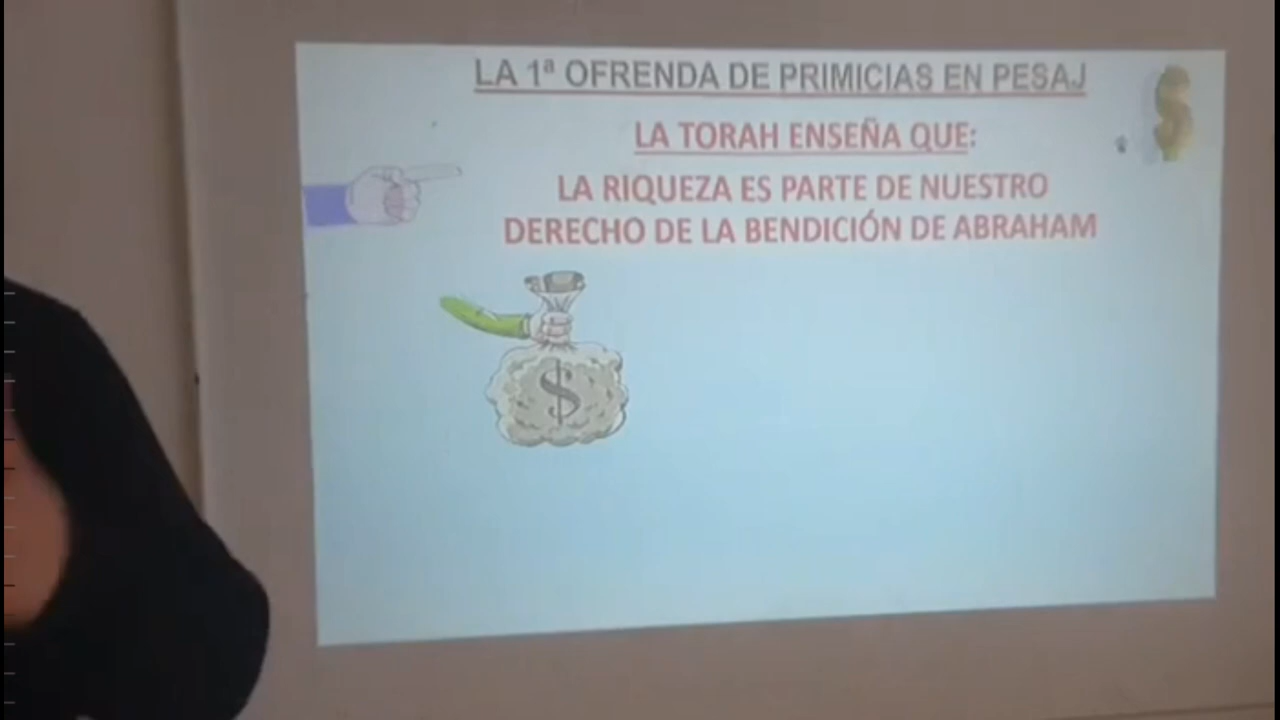 LA 1ª OFRENDA DE PRIMICIAS EN PESAJ
LA TORAH ENSEÑA QUE:
LA RIQUEZA ES PARTE DE NUESTRO
DERECHO DE LA BENDICIÓN DE ABRAHAM
$
$